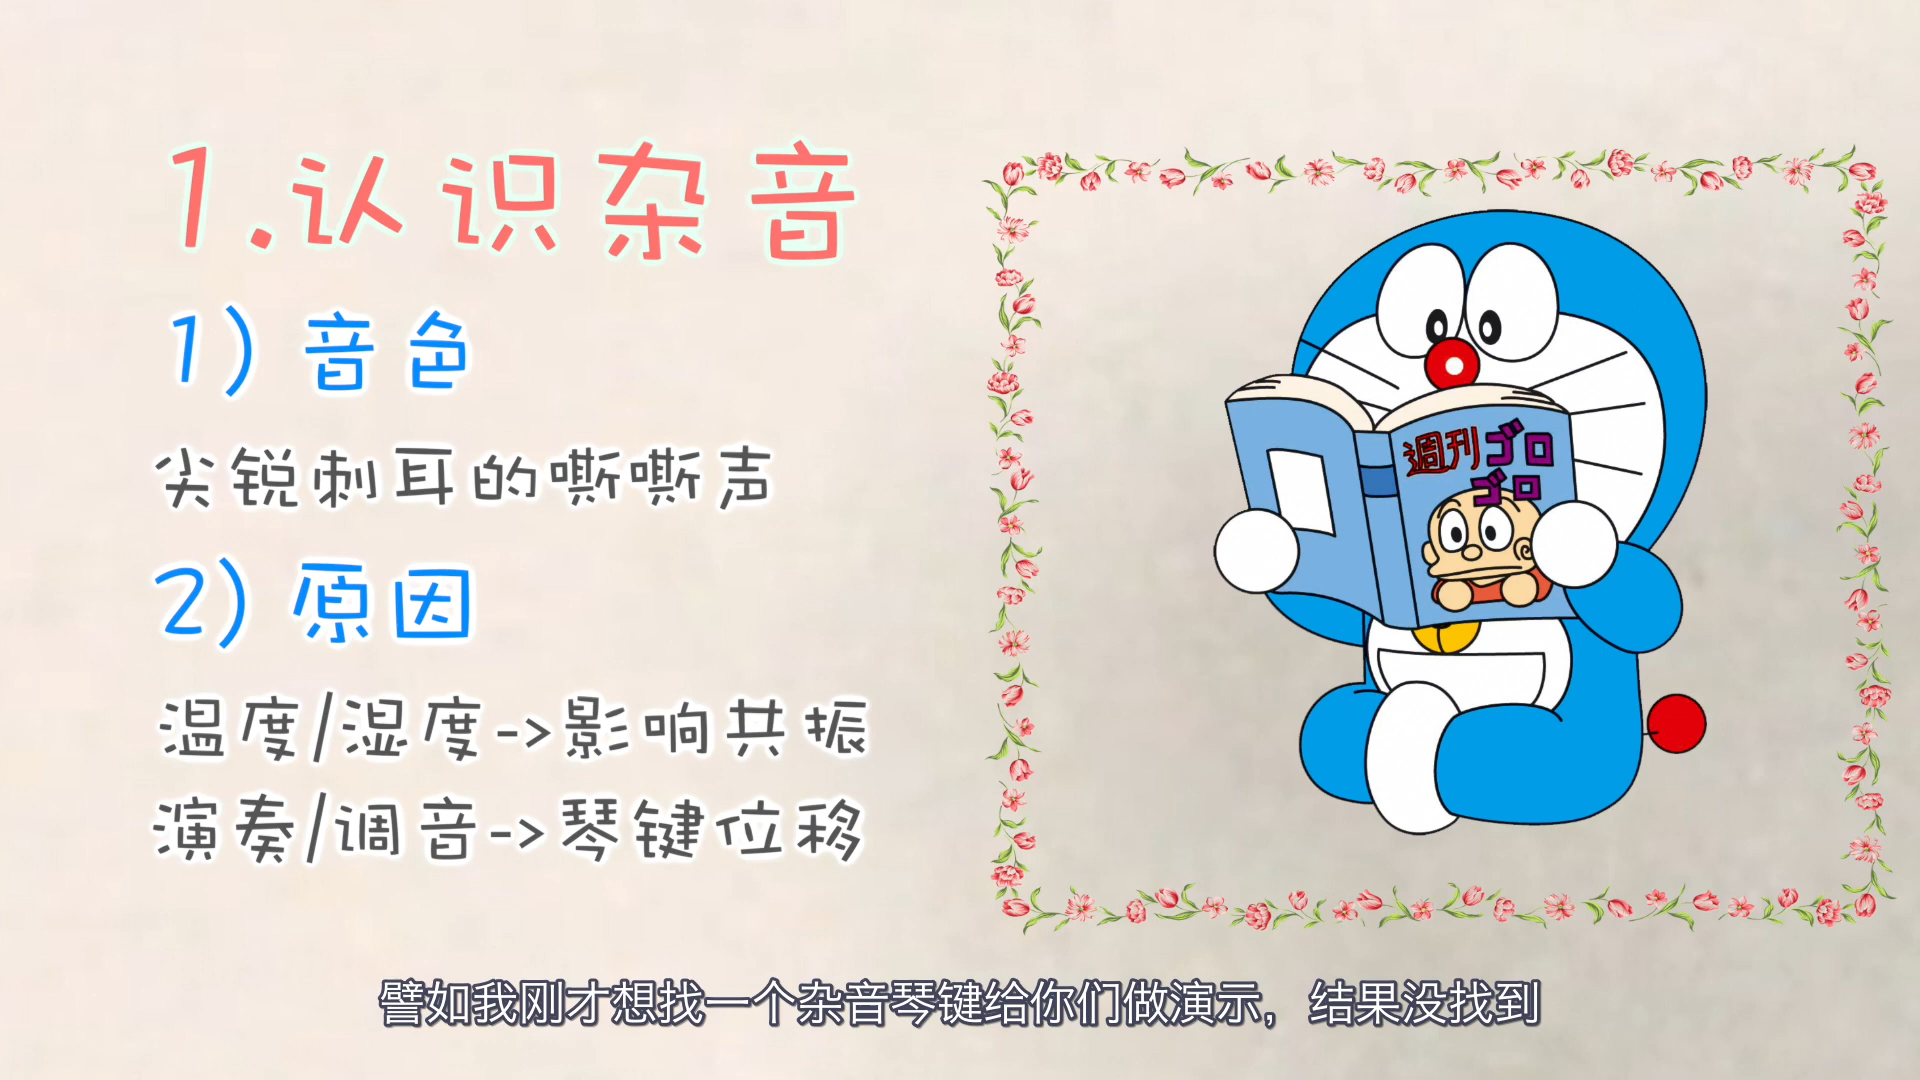 1.认识杂音
1）音色
尖锐刺耳的嘶嘶声
2）原因
温度/湿度->影响共振
演奏/调音->琴键位移
週刊ゴロ
ゴロ
譬如我刚才想找一个杂音琴键给你们做演示，结果没找到